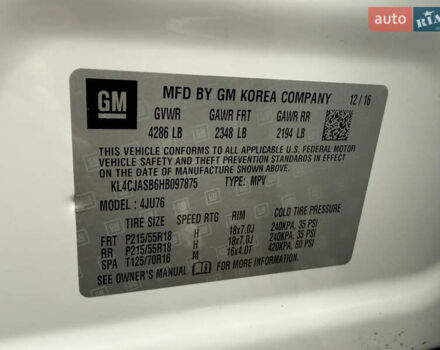 auto RIA
GM
MFD BY GM KOREA COMPANY 12/16
GVWR GAWR FRT GAWR RR
4286 LB 2348 LB 2194 LB
THIS VEHICLE CONFORMS TO ALL APPLICABLE U.S. FEDERAL MOTOR
VEHICLE SAFETY, BUMPER, AND THEFT PREVENTION STANDARDS IN EFFECT
ON THE DATE OF MANUFACTURE SHOWN ABOVE.
KL4CJASB6HB097875 TYPE: MPV
MODEL : 4JU76
TIRE SIZE SPEED RTG RIM COLD TIRE PRESSURE
FRT P215/55R18 H 18x7.0J 240KPA, 35 PSI
RR P215/55R18 H 18x7.0J 240KPA, 35 PSI
SPA T125/70R16 M 16x4.0T 420KPA, 60 PSI
SEE OWNER'S MANUAL FOR MORE INFORMATION